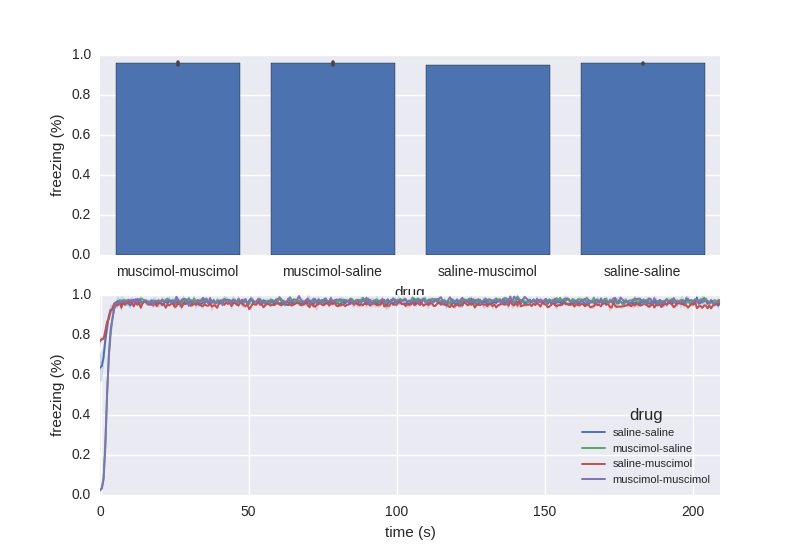 1.0
0.8
0.6
0.4
0.2
0.0
freezing (%)
muscimol-muscimol muscimol-saline saline-muscimol saline-saline
drug
1.0
0.8
0.6
0.4
0.2
0.0
freezing (%)
drug
saline-saline
muscimol-saline
saline-muscimol
muscimol-muscimol
0 50 100 150 200
time (s)